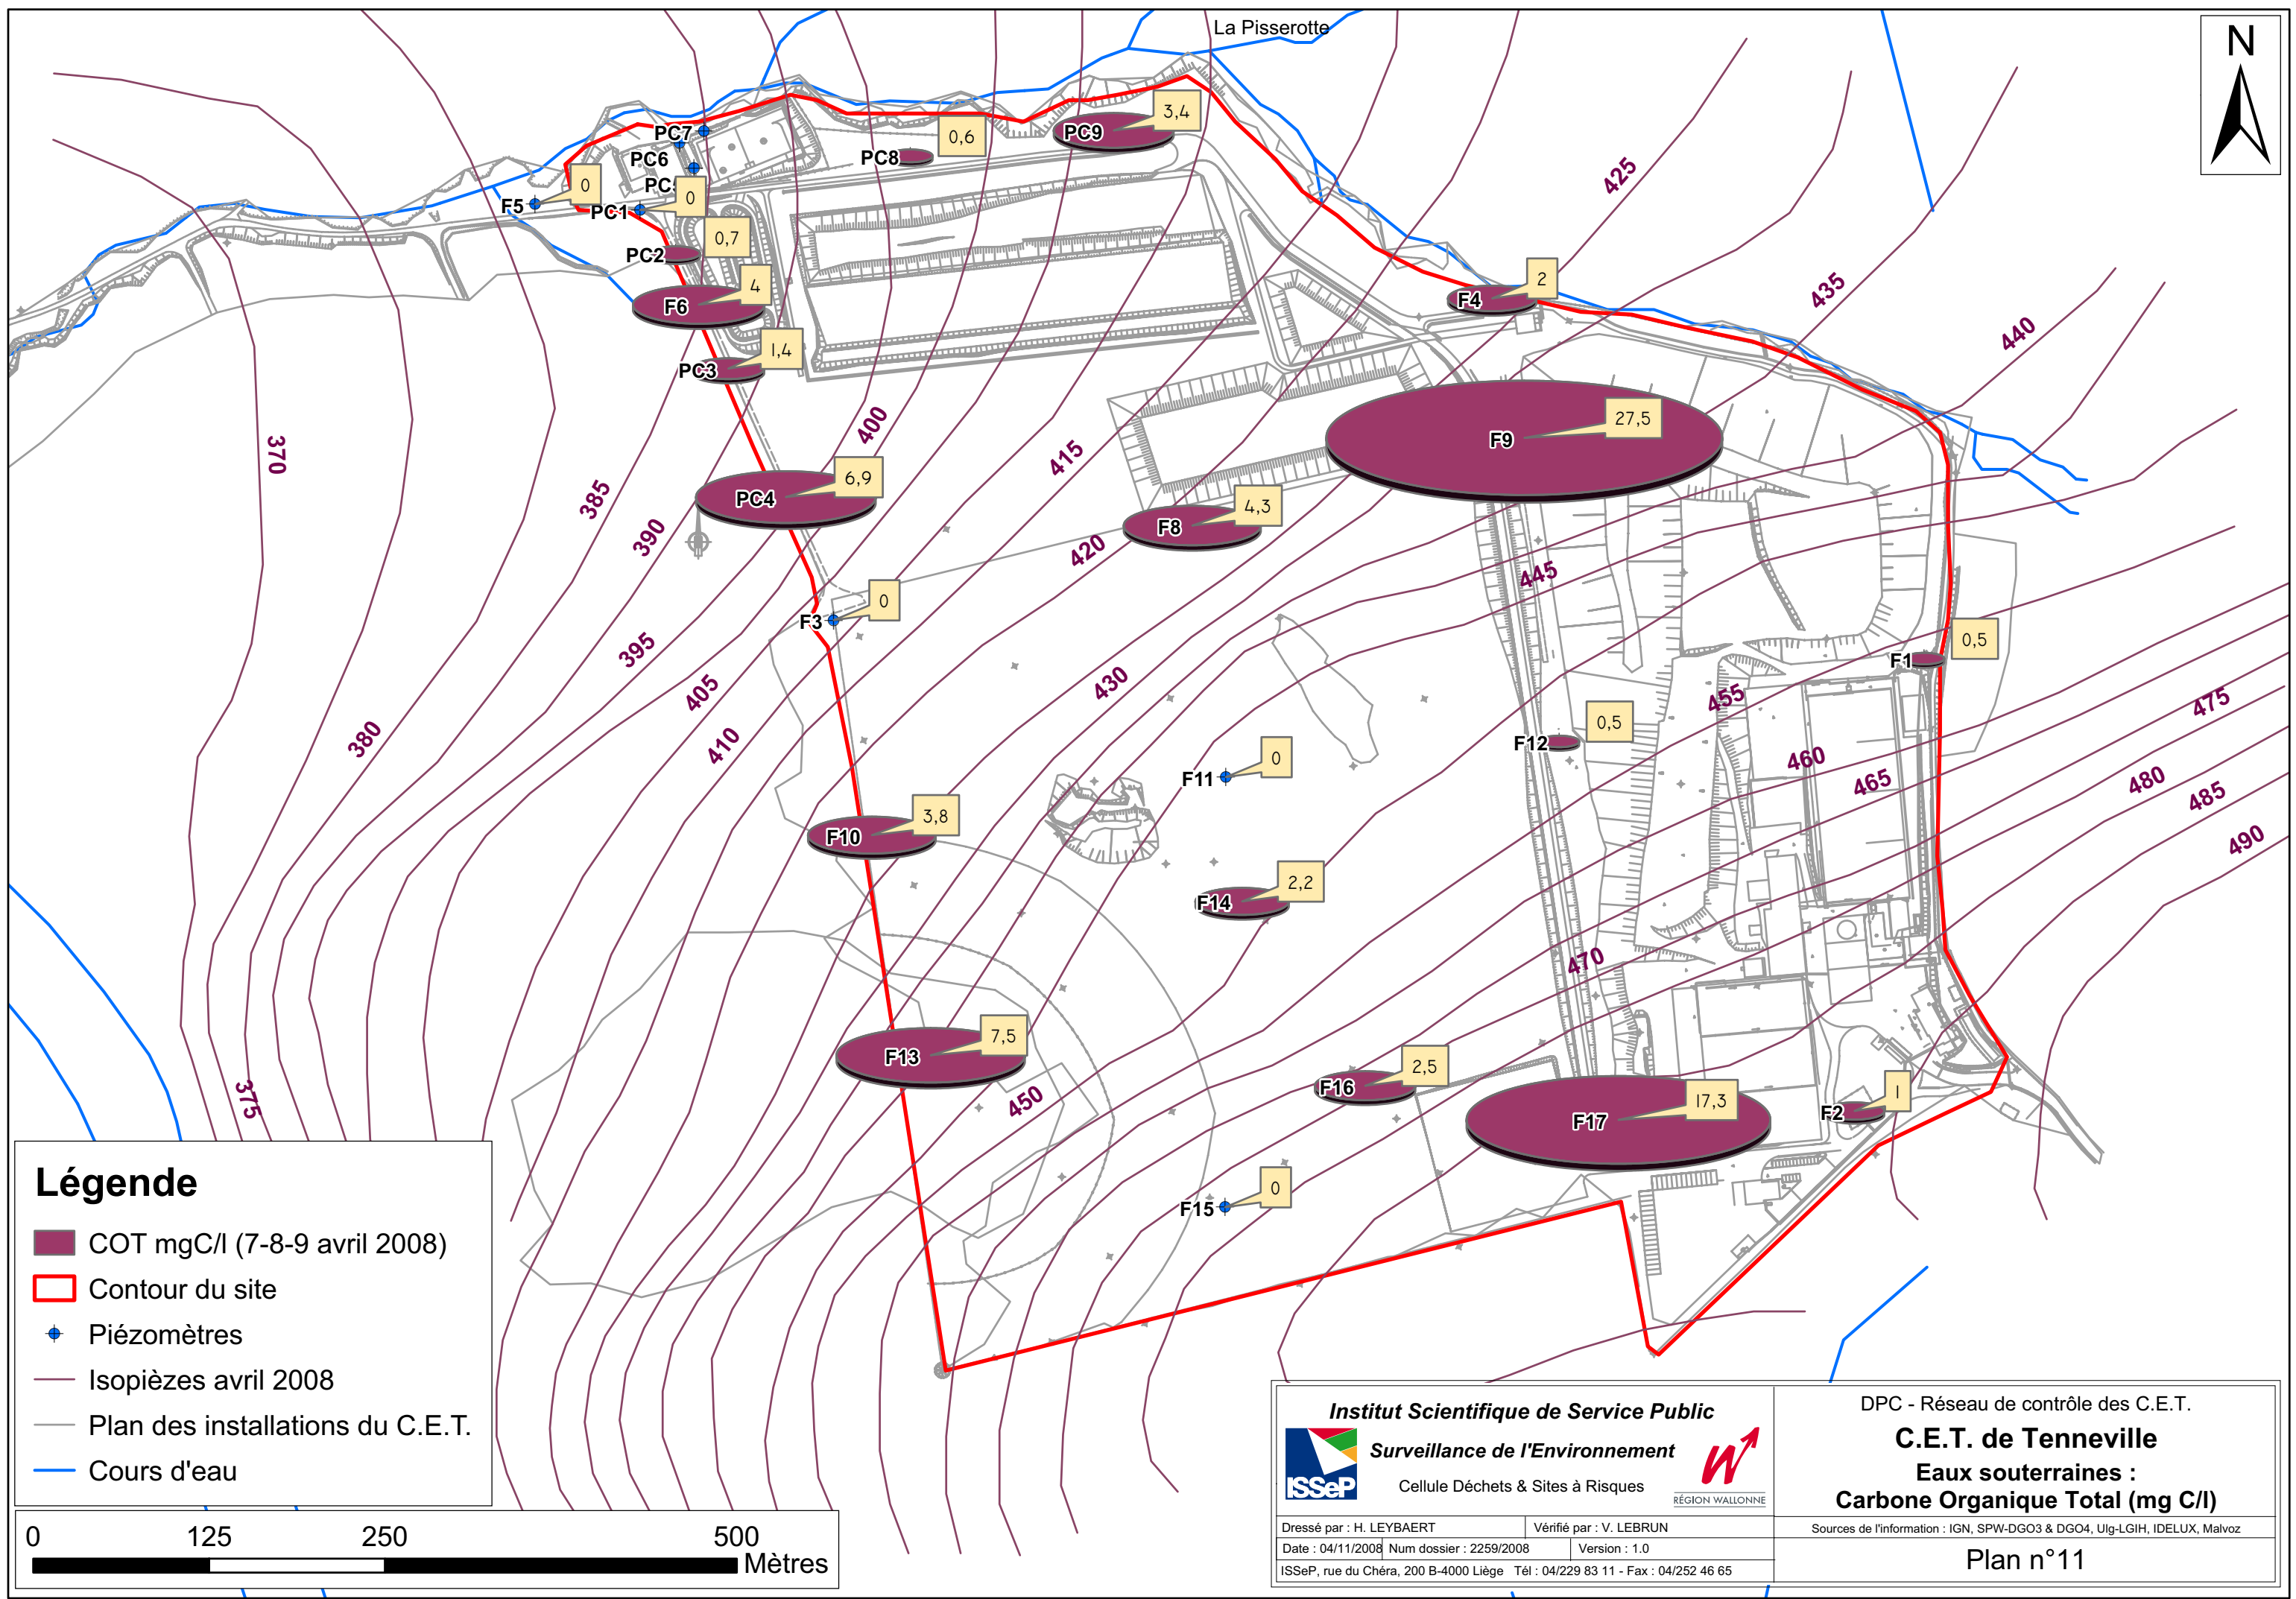 La Pisserotte
N
PC7
PC6
PC8
0,6
PC9
3,4
F5
0
PC1
0
PC2
0,7
F6
4
PC3
1,4
F4
2
425
435
440
370
385
390
400
415
F9
27,5
PC4
6,9
F8
4,3
420
445
F3
0
395
405
410
430
F1
0,5
F12
0,5
455
475
380
F11
0
460
465
480
485
490
F10
3,8
F14
2,2
470
F13
7,5
375
450
F16
2,5
F17
17,3
F2
1
F15
0
Légende
COT mgC/l (7-8-9 avril 2008)
Contour du site
Piézomètres
Isopièzes avril 2008
Plan des installations du C.E.T.
Cours d'eau
0 125 250 500
Mètres
Institut Scientifique de Service Public
Surveillance de l'Environnement
Cellule Déchets & Sites à Risques
ISSeP
RÉGION WALLONNE
Dressé par : H. LEYBAERT
Vérifié par : V. LEBRUN
Date : 04/11/2008
Num dossier : 2259/2008
Version : 1.0
ISSeP, rue du Chéra, 200 B-4000 Liège Tél : 04/229 83 11 - Fax : 04/252 46 65
DPC - Réseau de contrôle des C.E.T.
C.E.T. de Tenneville
Eaux souterraines :
Carbone Organique Total (mg C/l)
Sources de l'information : IGN, SPW-DGO3 & DGO4, Ulg-LGIH, IDELUX, Malvoz
Plan n°11